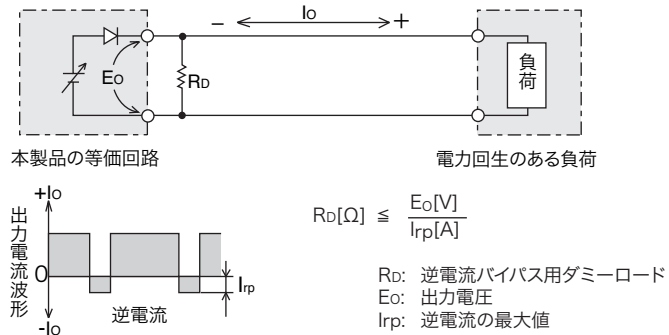 IO
− +
EO
RD
負荷
本製品の等価回路
電力回生のある負荷
+IO
出力電流波形
0
-IO
Irp
逆電流
RD[Ω] ≦ EO[V]
Irp[A]
RD: 逆電流バイパス用ダミーロード
EO: 出力電圧
Irp: 逆電流の最大値